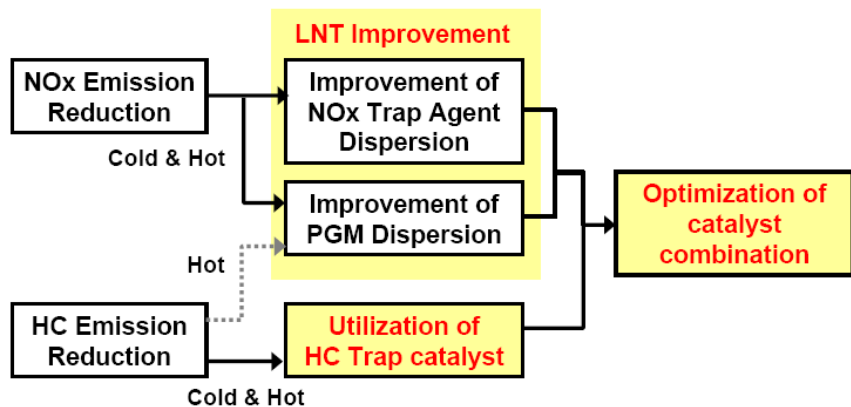 LNT Improvement
NOx Emission
Reduction
Improvement of
NOx Trap Agent
Dispersion
Cold & Hot
Improvement of
PGM Dispersion
Optimization of
catalyst
combination
Hot
HC Emission
Reduction
Utilization of
HC Trap catalyst
Cold & Hot